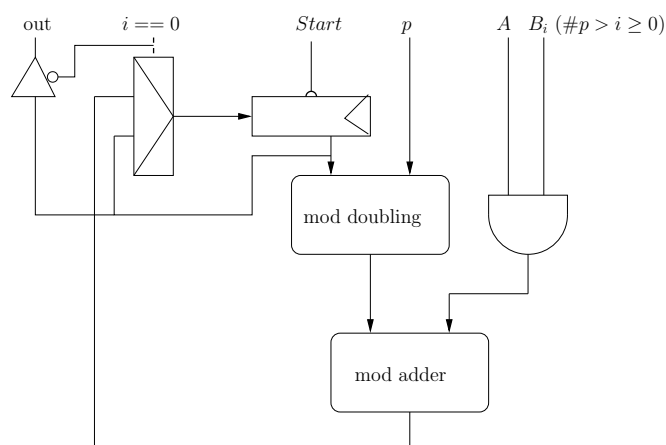 out
i == 0
Start
p
A
B_i (#p > i ≥ 0)
mod doubling
mod adder